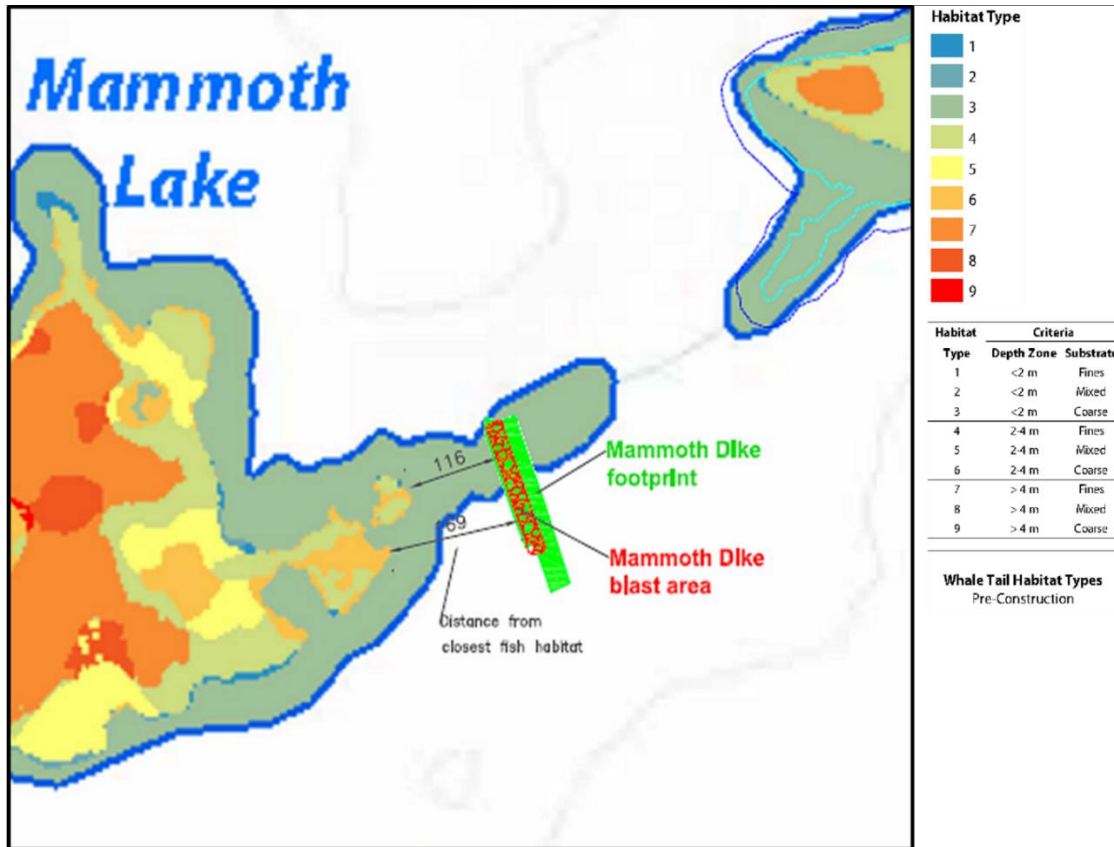 Mammoth
Lake
116
169
Mammoth Dike
footprint
Mammoth Dike
blast area
Distance from
closest fish habitat
Habitat Type
1
2
3
4
5
6
7
8
9
Habitat Criteria
Type Depth Zone Substrate
1 <2 m Fines
2 <2 m Mixed
3 <2 m Coarse
4 2-4 m Fines
5 2-4 m Mixed
6 2-4 m Coarse
7 > 4 m Fines
8 > 4 m Mixed
9 > 4 m Coarse
Whale Tail Habitat Types
Pre-Construction